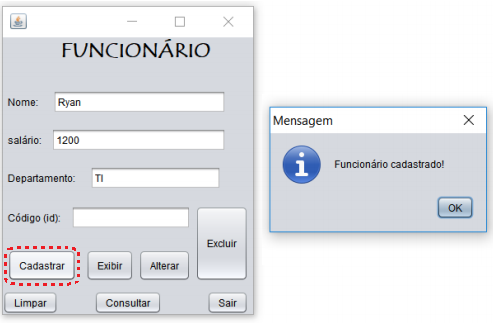 FUNCIONÁRIO
Nome: Ryan
salário: 1200
Departamento: TI
Código (id):
Excluir
Cadastrar Exibir Alterar
Limpar Consultar Sair
Mensagem
Funcionário cadastrado!
OK